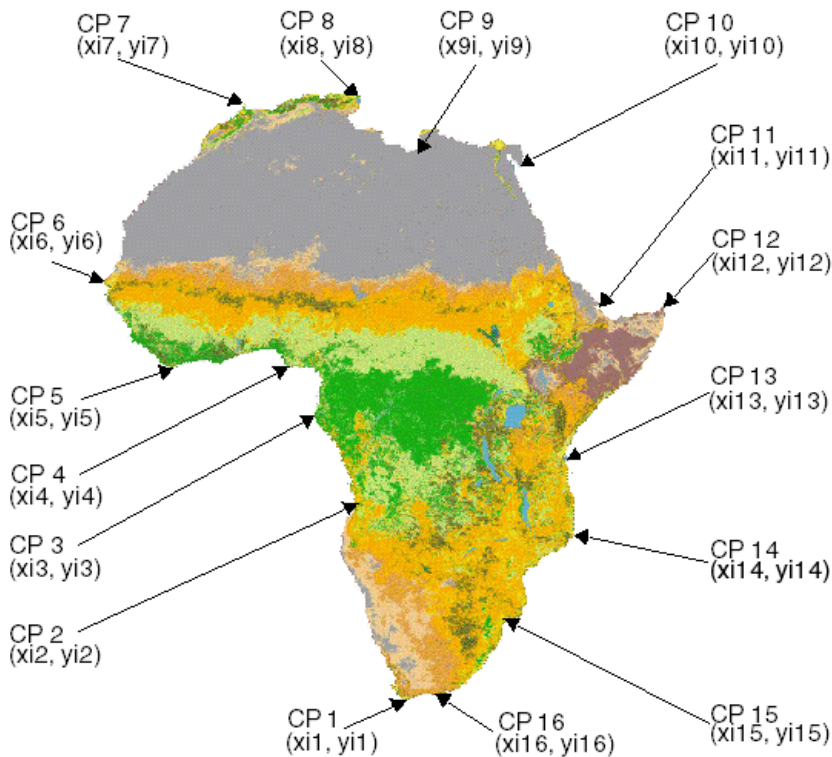 CP 7
(xi7, yi7)
CP 8
(xi8, yi8)
CP 9
(x9i, yi9)
CP 10
(xi10, yi10)
CP 11
(xi11, yi11)
CP 6
(xi6, yi6)
CP 12
(xi12, yi12)
CP 5
(xi5, yi5)
CP 13
(xi13, yi13)
CP 4
(xi4, yi4)
CP 3
(xi3, yi3)
CP 14
(xi14, yi14)
CP 2
(xi2, yi2)
CP 1
(xi1, yi1)
CP 16
(xi16, yi16)
CP 15
(xi15, yi15)